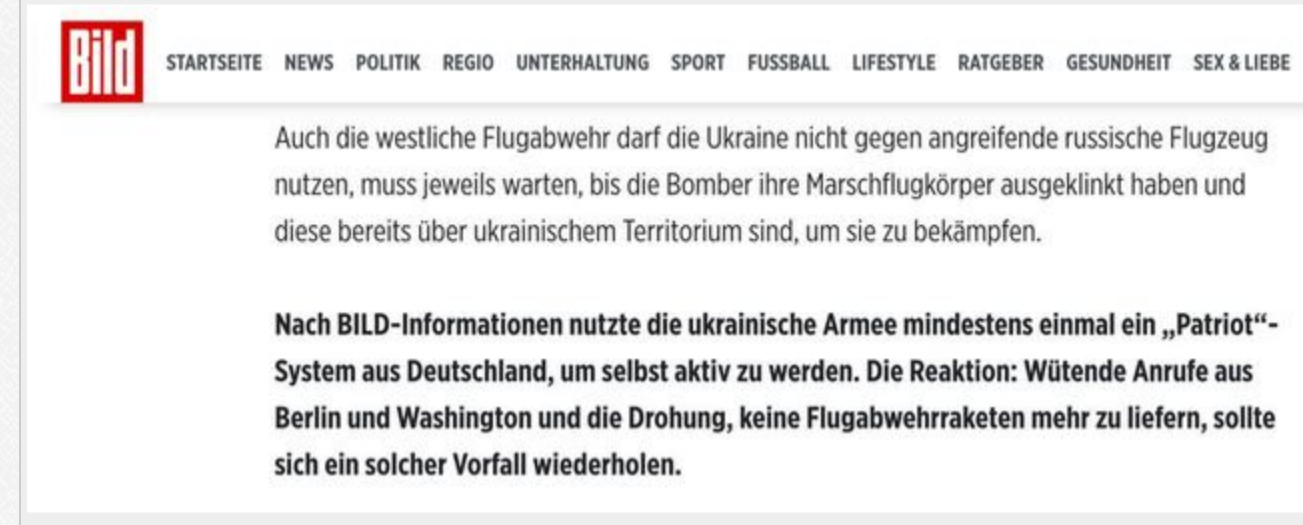 Bild
STARTSEITE NEWS POLITIK REGIO UNTERHALTUNG SPORT FUSSBALL LIFESTYLE RATGEBER GESUNDHEIT SEX & LIEBE
Auch die westliche Flugabwehr darf die Ukraine nicht gegen angreifende russische Flugzeug
nutzen, muss jeweils warten, bis die Bomber ihre Marschflugkörper ausgeklinkt haben und
diese bereits über ukrainischem Territorium sind, um sie zu bekämpfen.
Nach BILD-Informationen nutzte die ukrainische Armee mindestens einmal ein „Patriot“-
System aus Deutschland, um selbst aktiv zu werden. Die Reaktion: Wütende Anrufe aus
Berlin und Washington und die Drohung, keine Flugabwehrraketen mehr zu liefern, sollte
sich ein solcher Vorfall wiederholen.